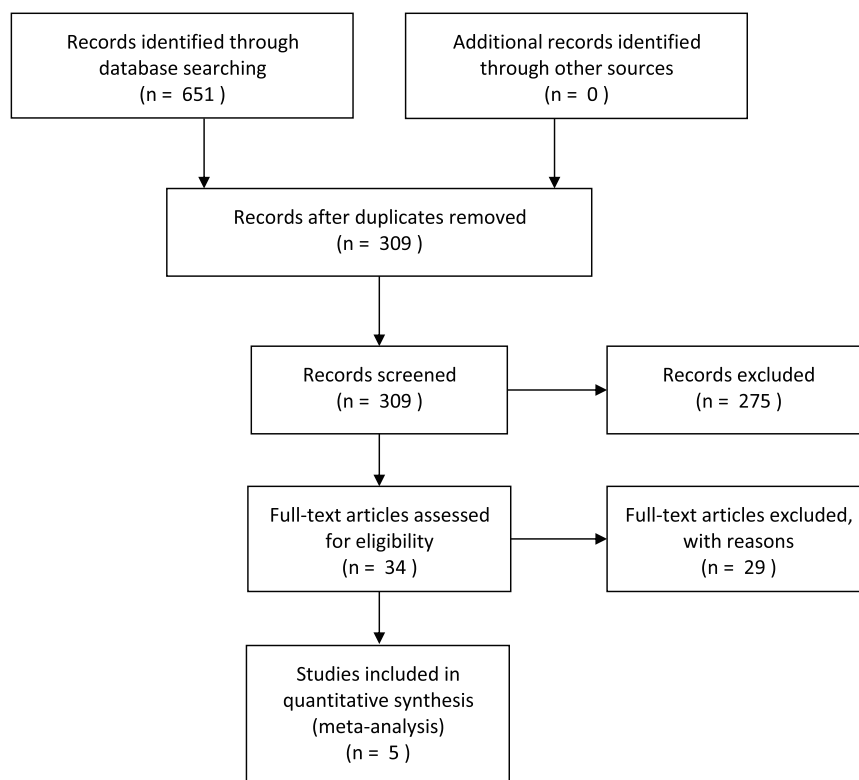 Records identified through
database searching
(n = 651 )
Additional records identified
through other sources
(n = 0 )
Records after duplicates removed
(n = 309 )
Records screened
(n = 309 )
Records excluded
(n = 275 )
Full-text articles assessed
for eligibility
(n = 34 )
Full-text articles excluded,
with reasons
(n = 29 )
Studies included in
quantitative synthesis
(meta-analysis)
(n = 5 )